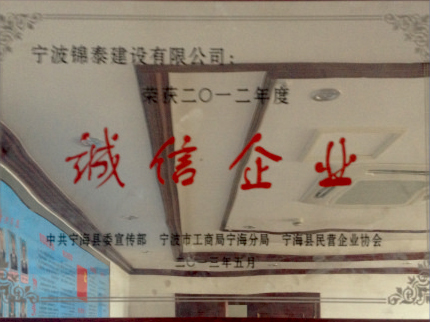 宁波锦泰建设有限公司:
荣获二〇一二年度
诚信企业
中共宁海县委宣传部 宁波市工商局宁海分局 宁海县民营企业协会
二〇一三年五月